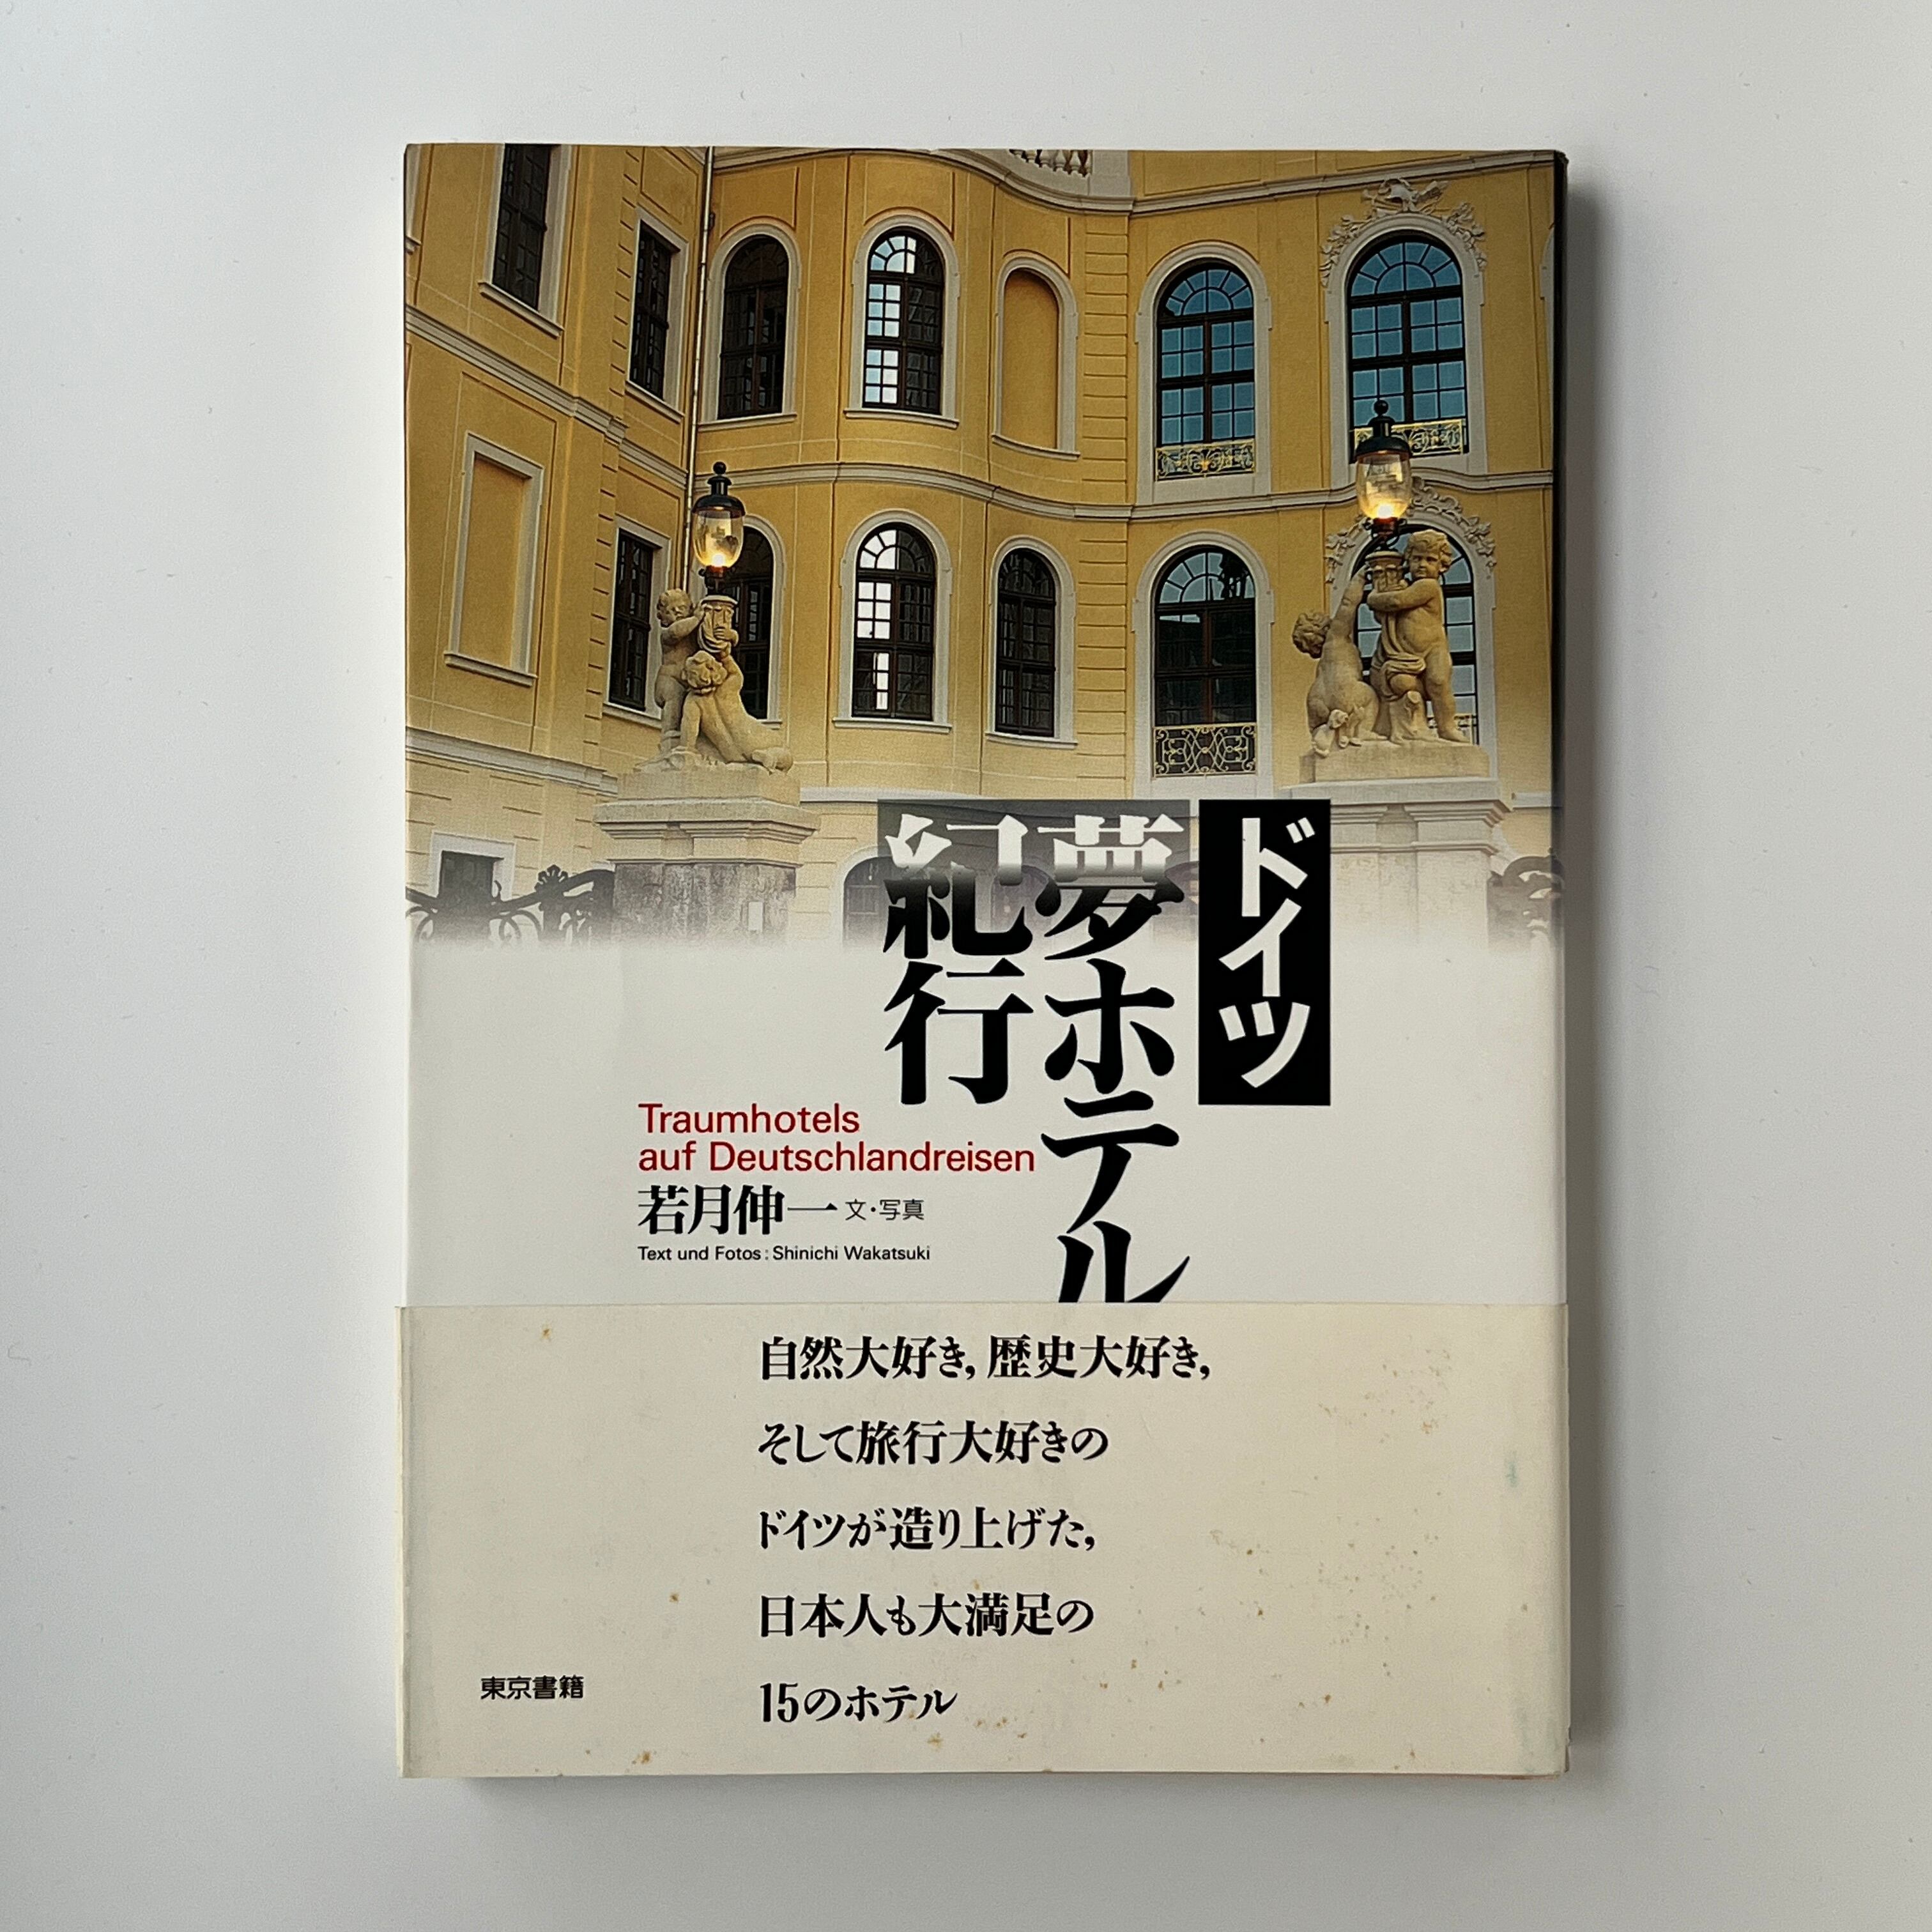 ドイツ
夢ホテル
紀行
Traumhotels
auf Deutschlandreisen
若月伸一 文・写真
Text und Fotos : Shinichi Wakatsuki
自然大好き，歴史大好き，
そして旅行大好きの
ドイツが造り上げた，
日本人も大満足の
15のホテル
東京書籍